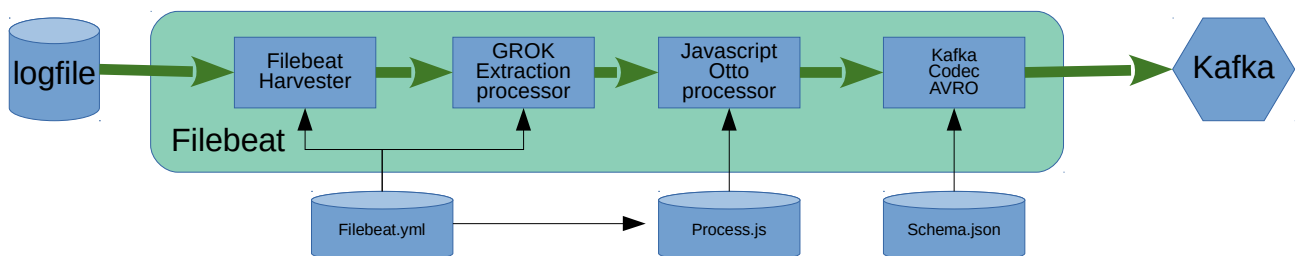 logfile
Filebeat
Harvester
GROK
Extraction
processor
Javascript
Otto
processor
Kafka
Codec
AVRO
Kafka
Filebeat
Filebeat.yml
Process.js
Schema.json